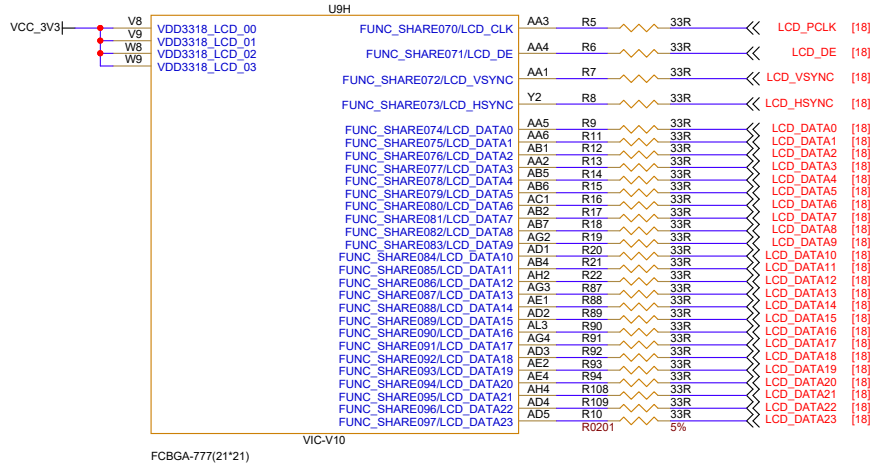 U9H
VCC_3V3 V8 VDD3318_LCD_00 FUNC_SHARE070/LCD_CLK AA3 R5 33R LCD_PCLK [18]
V9 VDD3318_LCD_01
W8 VDD3318_LCD_02 FUNC_SHARE071/LCD_DE AA4 R6 33R LCD_DE [18]
W9 VDD3318_LCD_03
FUNC_SHARE072/LCD_VSYNC AA1 R7 33R LCD_VSYNC [18]
FUNC_SHARE073/LCD_HSYNC Y2 R8 33R LCD_HSYNC [18]
FUNC_SHARE074/LCD_DATA0 AA5 R9 33R LCD_DATA0 [18]
FUNC_SHARE075/LCD_DATA1 AA6 R11 33R LCD_DATA1 [18]
FUNC_SHARE076/LCD_DATA2 AB1 R12 33R LCD_DATA2 [18]
FUNC_SHARE077/LCD_DATA3 AA2 R13 33R LCD_DATA3 [18]
FUNC_SHARE078/LCD_DATA4 AB5 R14 33R LCD_DATA4 [18]
FUNC_SHARE079/LCD_DATA5 AB6 R15 33R LCD_DATA5 [18]
FUNC_SHARE080/LCD_DATA6 AC1 R16 33R LCD_DATA6 [18]
FUNC_SHARE081/LCD_DATA7 AB2 R17 33R LCD_DATA7 [18]
FUNC_SHARE082/LCD_DATA8 AB7 R18 33R LCD_DATA8 [18]
FUNC_SHARE083/LCD_DATA9 AG2 R19 33R LCD_DATA9 [18]
FUNC_SHARE084/LCD_DATA10 AD1 R20 33R LCD_DATA10 [18]
FUNC_SHARE085/LCD_DATA11 AB4 R21 33R LCD_DATA11 [18]
FUNC_SHARE086/LCD_DATA12 AH2 R22 33R LCD_DATA12 [18]
FUNC_SHARE087/LCD_DATA13 AG3 R87 33R LCD_DATA13 [18]
FUNC_SHARE088/LCD_DATA14 AE1 R88 33R LCD_DATA14 [18]
FUNC_SHARE089/LCD_DATA15 AD2 R89 33R LCD_DATA15 [18]
FUNC_SHARE090/LCD_DATA16 AL3 R90 33R LCD_DATA16 [18]
FUNC_SHARE091/LCD_DATA17 AG4 R91 33R LCD_DATA17 [18]
FUNC_SHARE092/LCD_DATA18 AD3 R92 33R LCD_DATA18 [18]
FUNC_SHARE093/LCD_DATA19 AE2 R93 33R LCD_DATA19 [18]
FUNC_SHARE094/LCD_DATA20 AE4 R94 33R LCD_DATA20 [18]
FUNC_SHARE095/LCD_DATA21 AH4 R108 33R LCD_DATA21 [18]
FUNC_SHARE096/LCD_DATA22 AD4 R109 33R LCD_DATA22 [18]
FUNC_SHARE097/LCD_DATA23 AD5 R10 33R LCD_DATA23 [18]
R0201 5%
VIC-V10
FCBGA-777(21*21)